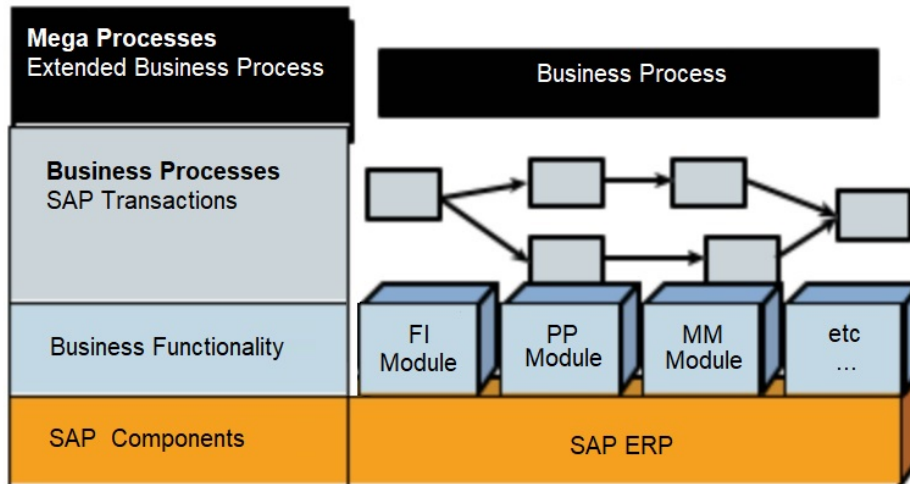 Mega Processes
Extended Business Process
Business Process
Business Processes
SAP Transactions
Business Functionality
FI
Module
PP
Module
MM
Module
etc
...
SAP Components
SAP ERP